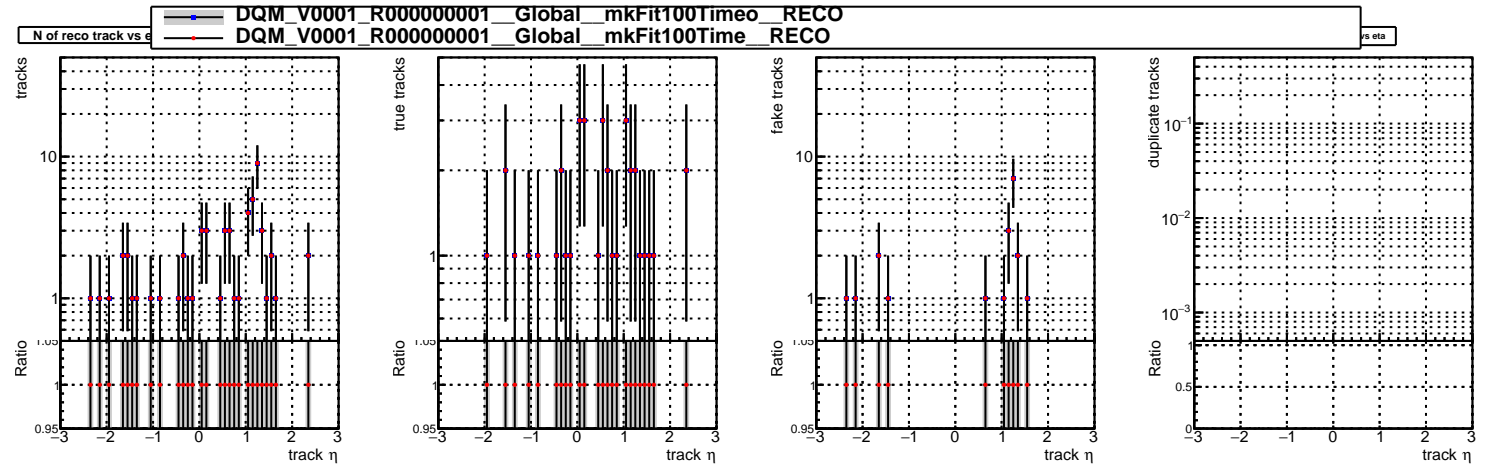 DQM_V0001_R000000001__Global__mkFit100Timeo__RECO
DQM_V0001_R000000001__Global__mkFit100Time__RECO
N of reco track vs e
vs eta
tracks
10
1
Ratio
1.05
1
0.95
−3 −2 −1 0 1 2 3
track η
true tracks
1
Ratio
1.05
1
0.95
−3 −2 −1 0 1 2 3
track η
fake tracks
10
1
Ratio
1.05
1
0.95
−3 −2 −1 0 1 2 3
track η
duplicate tracks
10−1
10−2
10−3
Ratio
1
0.5
0
−3 −2 −1 0 1 2 3
track η